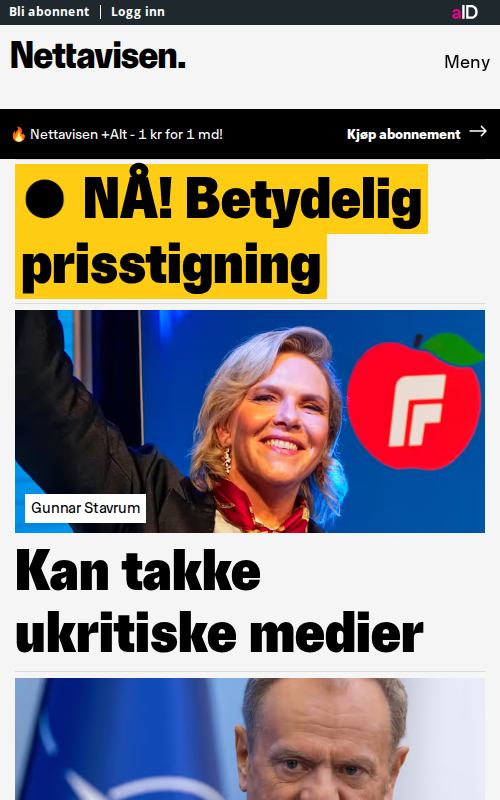 Bli abonnent | Logg inn
aID
Nettavisen.
Meny
🔥 Nettavisen +Alt - 1 kr for 1 md!
Kjøp abonnement →
● NÅ! Betydelig
prisstigning
Gunnar Stavrum
Kan takke
ukritiske medier